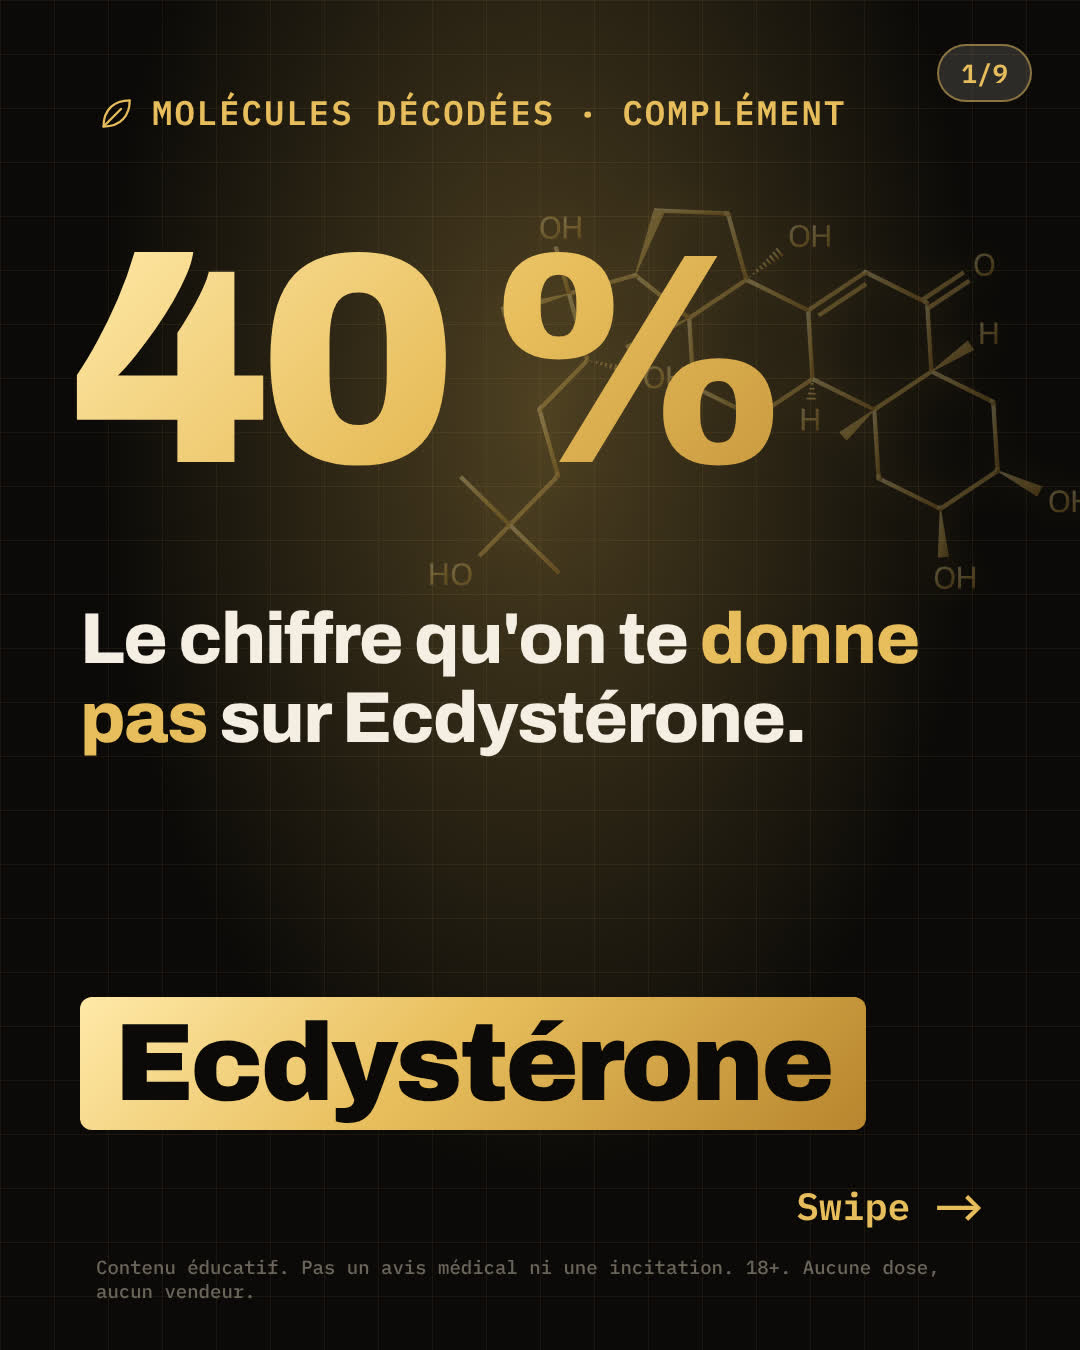 1/9
MOLÉCULES DÉCODÉES · COMPLÉMENT
OH
OH
O
H
OH
H
OH
OH
HO
40 %
Le chiffre qu'on te donne
pas sur Ecdystérone.
Ecdystérone
Swipe →
Contenu éducatif. Pas un avis médical ni une incitation. 18+. Aucune dose,
aucun vendeur.